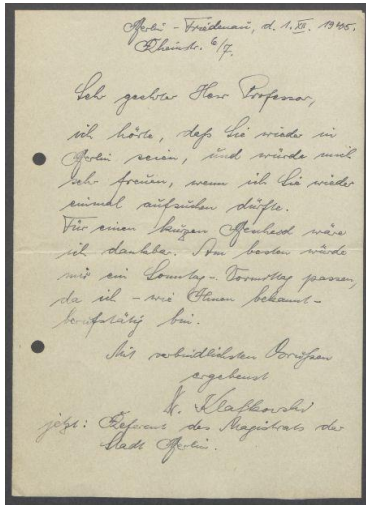 Berlin - Friedenau, d. 1. XII. 1946.
Rheinstr. 6/7.
Sehr geehrter Herr Professor,
ich hörte, daß Sie wieder in
Berlin seien, und würde mich
sehr freuen, wenn ich Sie wieder
einmal aufsuchen dürfte.
Für einen kurzen Bescheid wäre
ich dankbar. Am besten würde
mir ein Sonntag-Vormittag passen,
da ich - wie Ihnen bekannt -
berufstätig bin.
Mit verbindlichsten Grüßen
ergebenst
Klatkowski
jetzt: Referent des Magistrats der
Stadt Berlin.